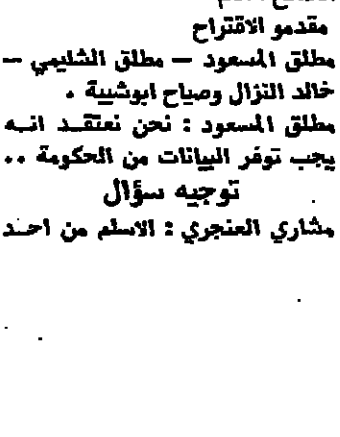 مقدمو الاقتراح
مطلق المسعود — مطلق الشليمي —
خالد النزال وصياح ابوشيبة .
مطلق المسعود : نحن نعتقد انه
يجب توفر البيانات من الحكومة ..
توجيه سؤال
مشاري العنجري : الاسلم من احد